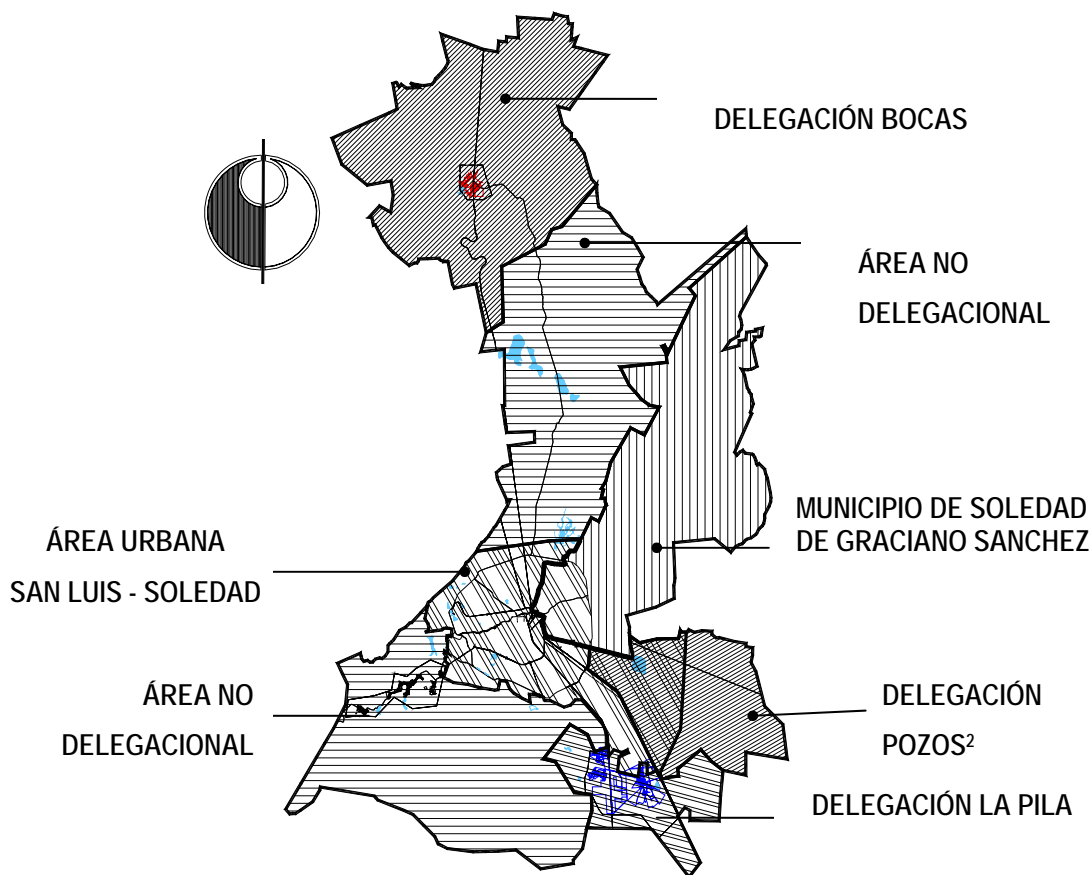 DELEGACIÓN BOCAS
ÁREA NO
DELEGACIONAL
MUNICIPIO DE SOLEDAD
DE GRACIANO SANCHEZ
ÁREA URBANA
SAN LUIS - SOLEDAD
ÁREA NO
DELEGACIONAL
DELEGACIÓN
POZOS²
DELEGACIÓN LA PILA